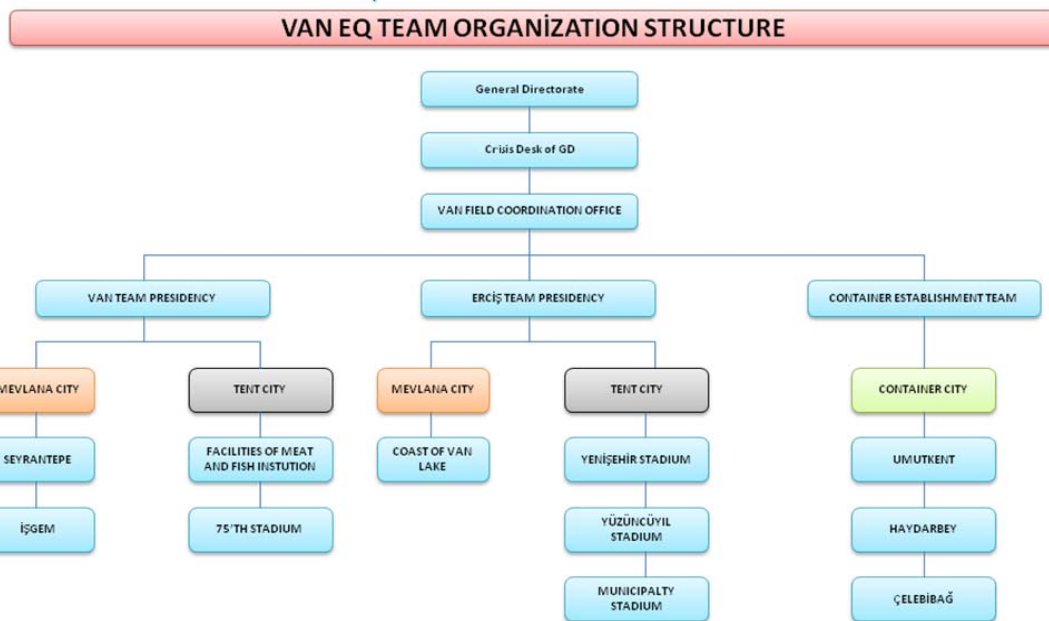 VAN EQ TEAM ORGANİZATION STRUCTURE
General Directorate
Crisis Desk of GD
VAN FIELD COORDINATION OFFICE
VAN TEAM PRESIDENCY
ERCİŞ TEAM PRESIDENCY
CONTAINER ESTABLISHMENT TEAM
MEVLANA CITY
TENT CITY
MEVLANA CITY
TENT CITY
CONTAINER CITY
SEYRANTEPE
FACILITIES OF MEAT
AND FISH INSTUTION
COAST OF VAN
LAKE
YENİŞEHİR STADIUM
UMUTKENT
İŞGEM
75'TH STADIUM
YÜZÜNCÜYIL
STADIUM
HAYDARBEY
MUNICIPALTY
STADIUM
ÇELEBİBAĞ